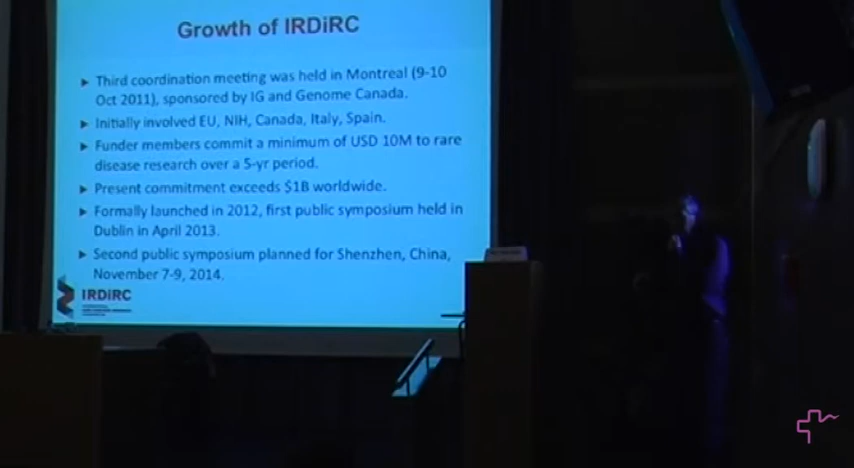 Growth of IRDiRC
▶ Third coordination meeting was held in Montreal (9-10
Oct 2011), sponsored by IG and Genome Canada.
▶ Initially involved EU, NIH, Canada, Italy, Spain.
▶ Funder members commit a minimum of USD 10M to rare
disease research over a 5-yr period.
▶ Present commitment exceeds $1B worldwide.
▶ Formally launched in 2012, first public symposium held in
Dublin in April 2013.
▶ Second public symposium planned for Shenzhen, China,
November 7-9, 2014.
IRDiRC